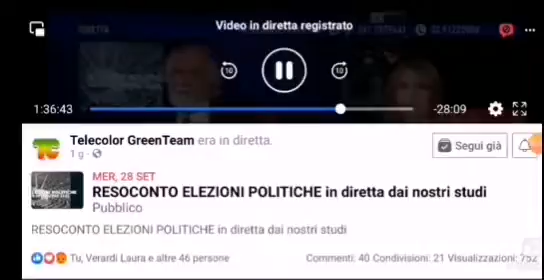 Video in diretta registrato
10
10
1:36:43
-28:09
Telecolor GreenTeam era in diretta.
1 g
Segui già
MER, 28 SET
RESOCONTO ELEZIONI POLITICHE in diretta dai nostri studi
Pubblico
RESOCONTO ELEZIONI POLITICHE in diretta dai nostri studi
Tu, Verardi Laura e altre 46 persone
Commenti: 40 Condivisioni: 21 Visualizzazioni: 752